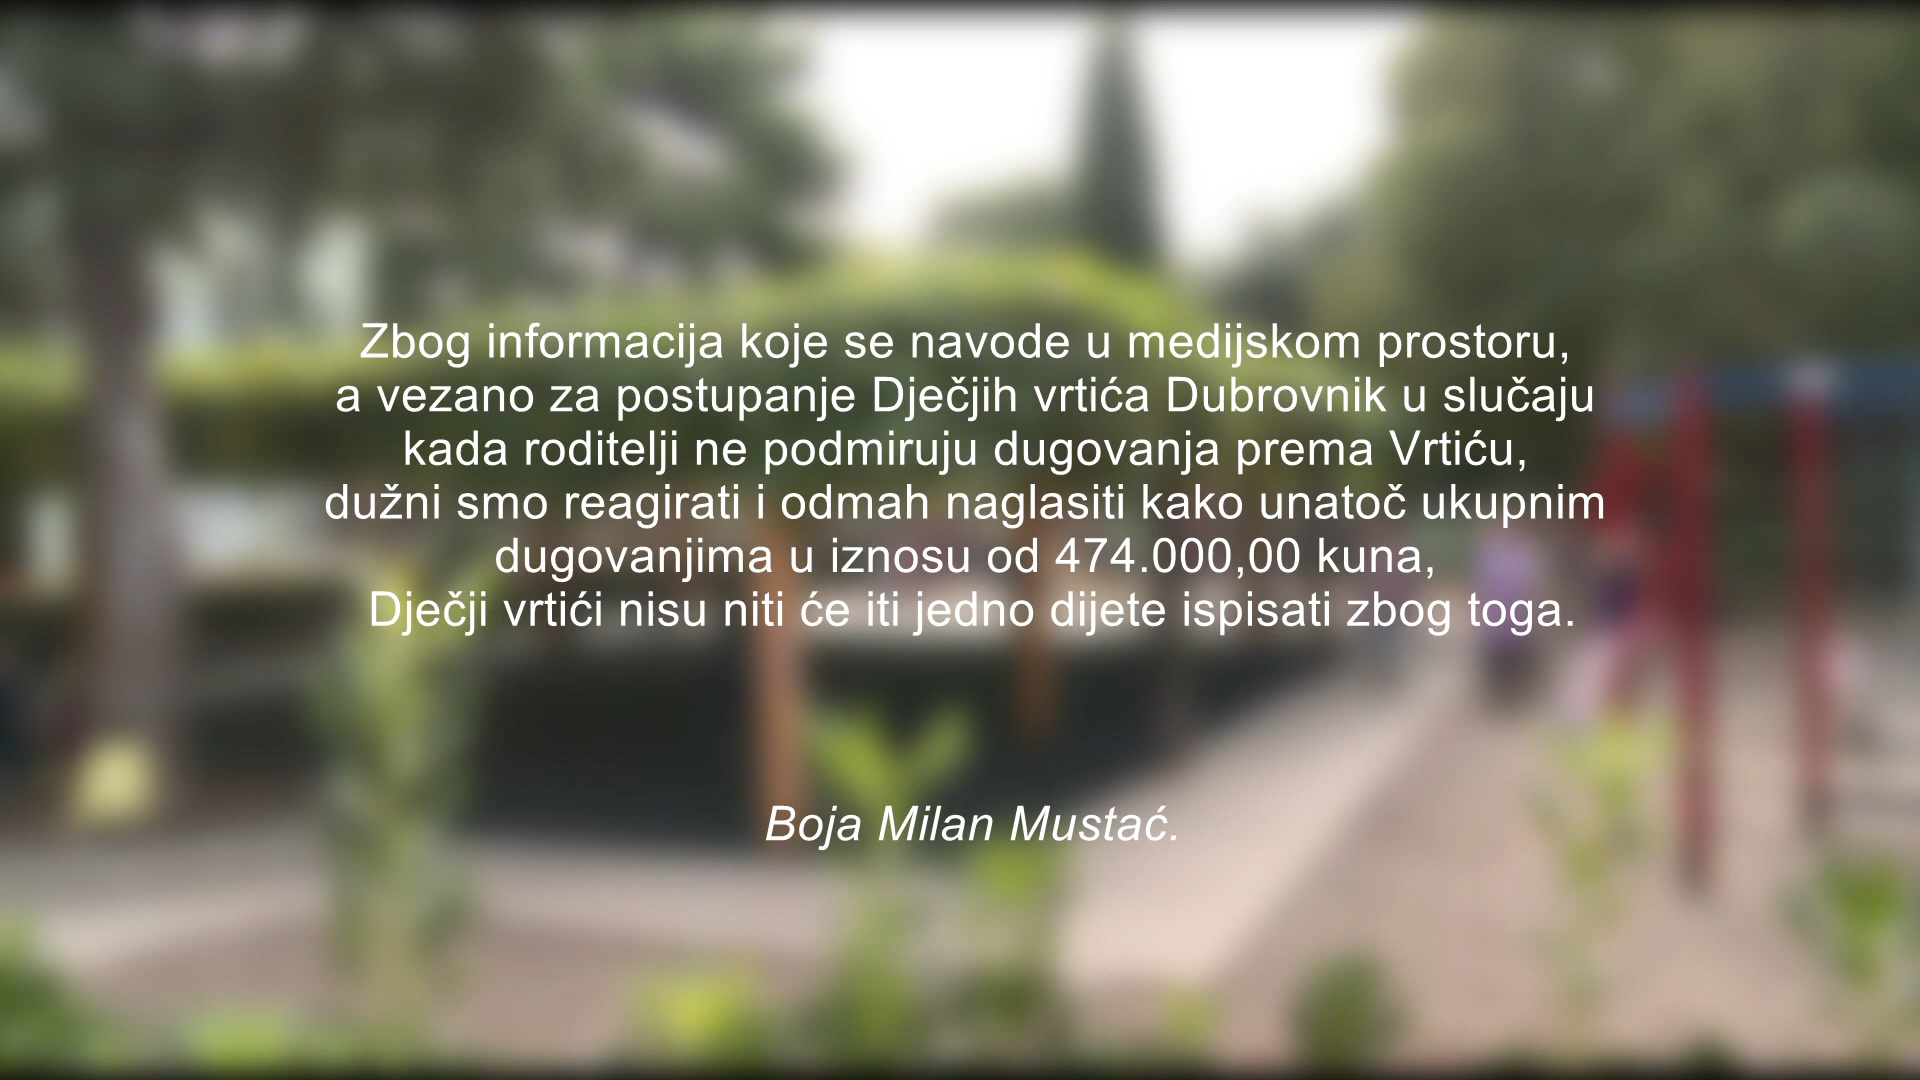 Zbog informacija koje se navode u medijskom prostoru,
a vezano za postupanje Dječjih vrtića Dubrovnik u slučaju
kada roditelji ne podmiruju dugovanja prema Vrtiću,
dužni smo reagirati i odmah naglasiti kako unatoč ukupnim
dugovanjima u iznosu od 474.000,00 kuna,
Dječji vrtići nisu niti će iti jedno dijete ispisati zbog toga.
Boja Milan Mustać.